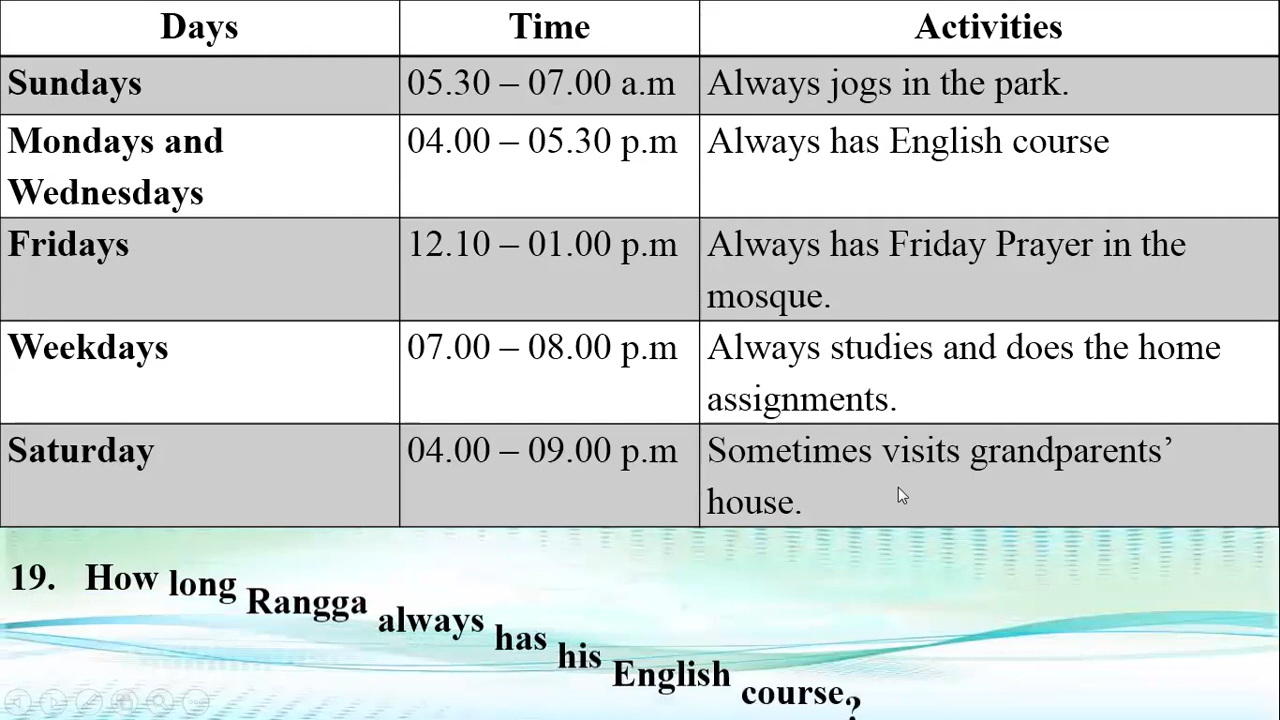 Days Time Activities
Sundays 05.30 – 07.00 a.m Always jogs in the park.
Mondays and 04.00 – 05.30 p.m Always has English course
Wednesdays
Fridays 12.10 – 01.00 p.m Always has Friday Prayer in the
mosque.
Weekdays 07.00 – 08.00 p.m Always studies and does the home
assignments.
Saturday 04.00 – 09.00 p.m Sometimes visits grandparents’
house.
19. How long Rangga always has his English course?